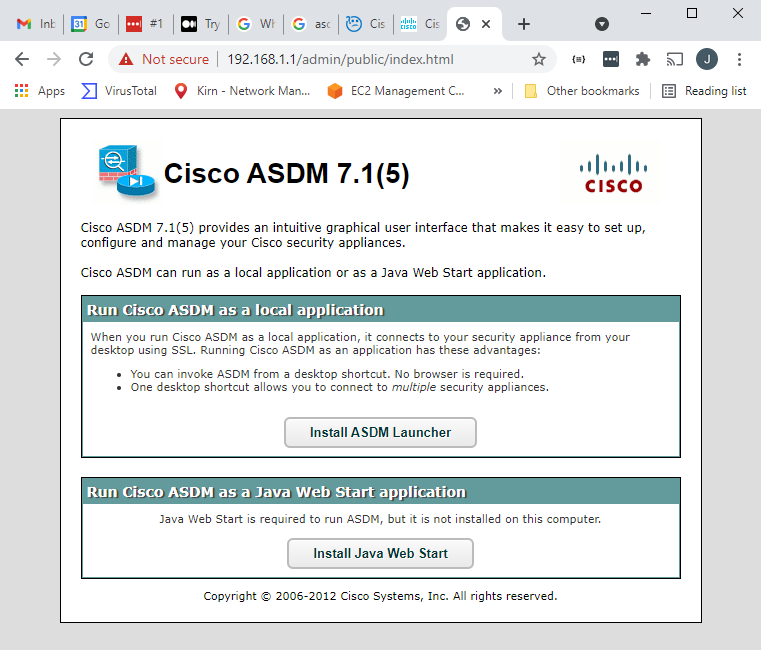 Inb
31 Go
#1
Try
G Wh
G asc
Cis
CISCO Cis
Not secure 192.168.1.1/admin/public/index.html J
Apps VirusTotal Kirn - Network Man... EC2 Management C... » Other bookmarks Reading list
Cisco ASDM 7.1(5)
CISCO
Cisco ASDM 7.1(5) provides an intuitive graphical user interface that makes it easy to set up,
configure and manage your Cisco security appliances.
Cisco ASDM can run as a local application or as a Java Web Start application.
Run Cisco ASDM as a local application
When you run Cisco ASDM as a local application, it connects to your security appliance from your
desktop using SSL. Running Cisco ASDM as an application has these advantages:
• You can invoke ASDM from a desktop shortcut. No browser is required.
• One desktop shortcut allows you to connect to multiple security appliances.
Install ASDM Launcher
Run Cisco ASDM as a Java Web Start application
Java Web Start is required to run ASDM, but it is not installed on this computer.
Install Java Web Start
Copyright © 2006-2012 Cisco Systems, Inc. All rights reserved.